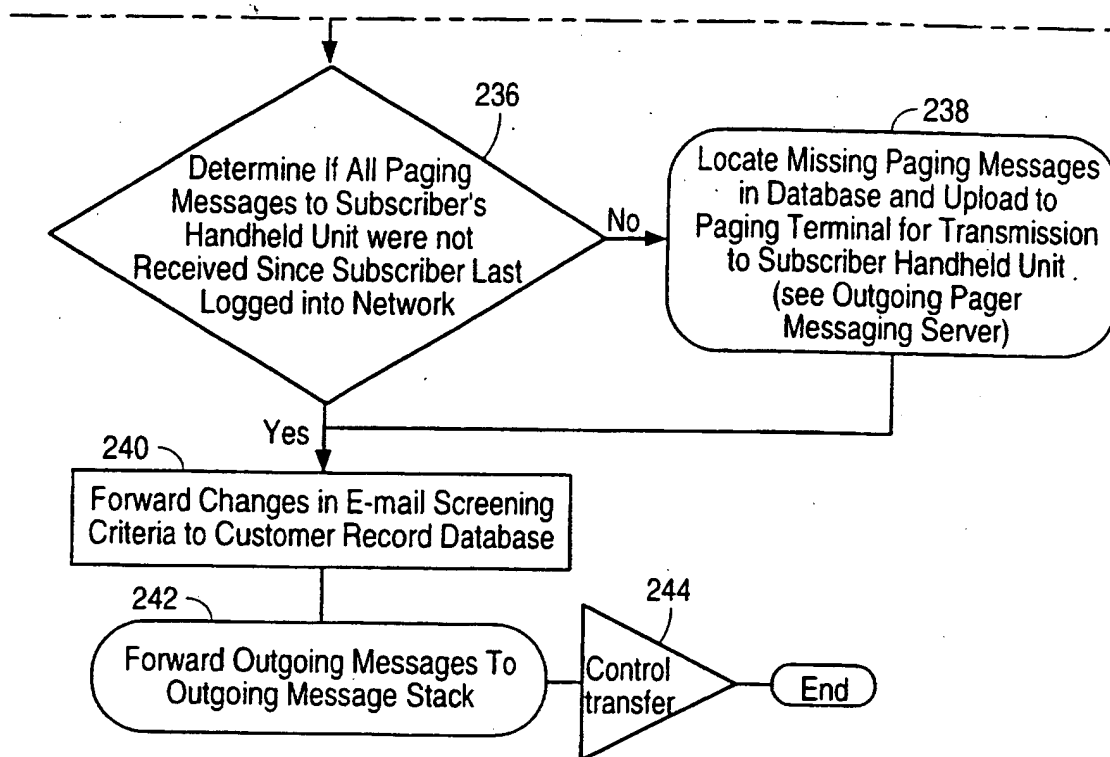 236
Determine If All Paging
Messages to Subscriber's
Handheld Unit were not
Received Since Subscriber Last
Logged into Network
No
238
Locate Missing Paging Messages
in Database and Upload to
Paging Terminal for Transmission
to Subscriber Handheld Unit
(see Outgoing Pager
Messaging Server)
Yes
240
Forward Changes in E-mail Screening
Criteria to Customer Record Database
242
Forward Outgoing Messages To
Outgoing Message Stack
244
Control
transfer
End